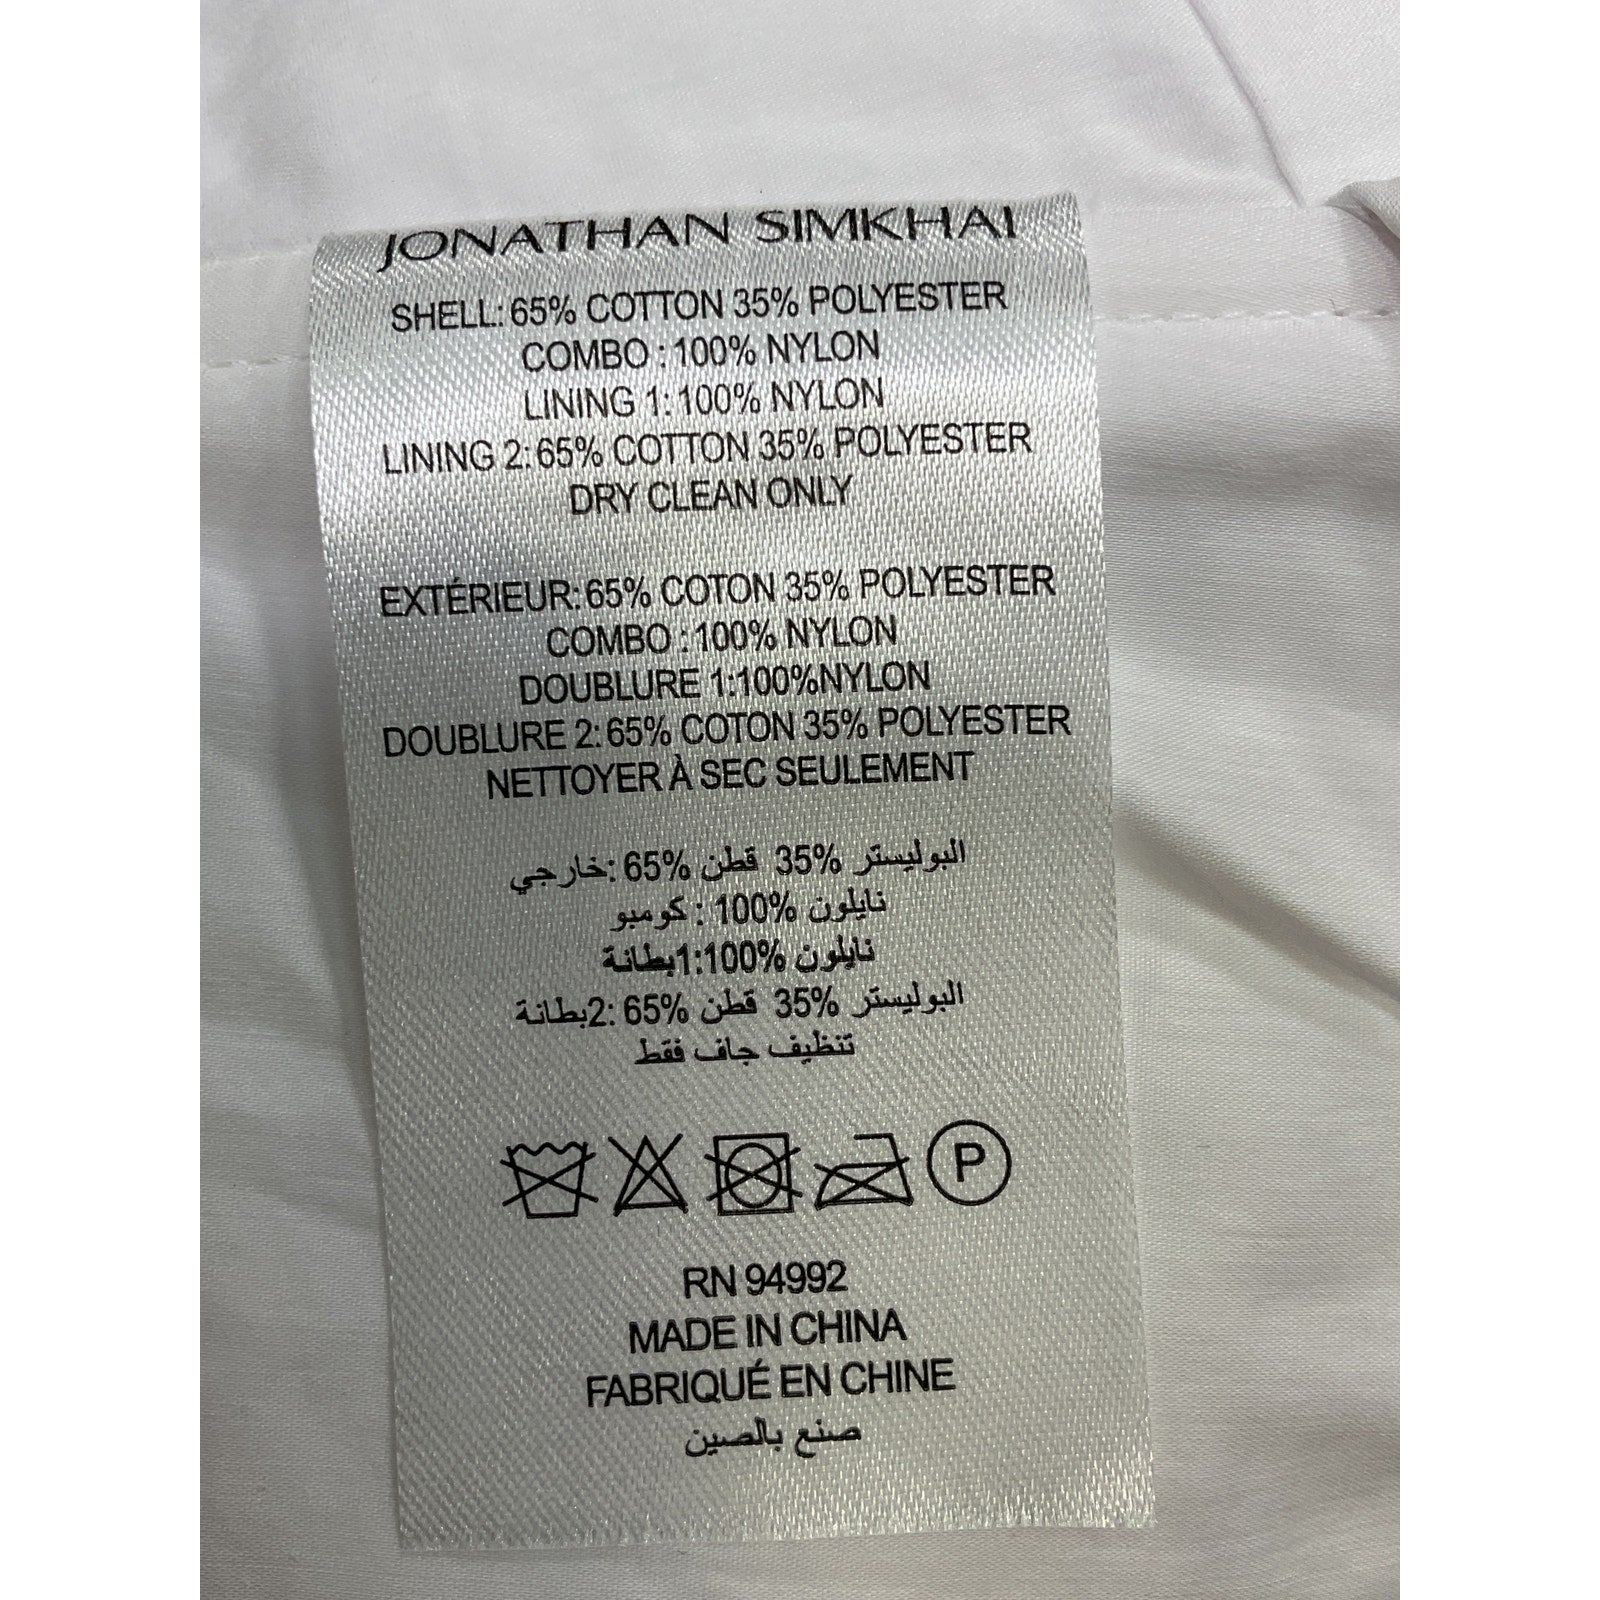 JONATHAN SIMKHAI
SHELL: 65% COTTON 35% POLYESTER
COMBO : 100% NYLON
LINING 1: 100% NYLON
LINING 2: 65% COTTON 35% POLYESTER
DRY CLEAN ONLY
EXTÉRIEUR: 65% COTON 35% POLYESTER
COMBO : 100% NYLON
DOUBLURE 1:100%NYLON
DOUBLURE 2: 65% COTON 35% POLYESTER
NETTOYER À SEC SEULEMENT
خارجي: 65% قطن 35% البوليستر
كومبو : 100% نايلون
بطانة1:100% نايلون
بطانة2: 65% قطن 35% البوليستر
تنظيف جاف فقط
P
RN 94992
MADE IN CHINA
FABRIQUÉ EN CHINE
صنع بالصين